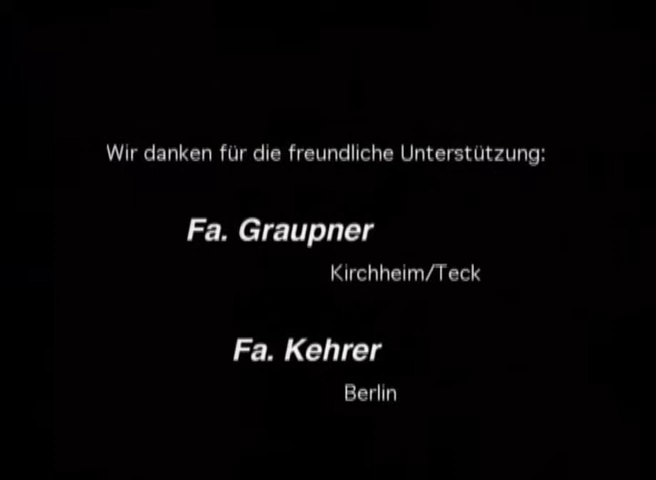 Wir danken für die freundliche Unterstützung:
Fa. Graupner
Kirchheim/Teck
Fa. Kehrer
Berlin